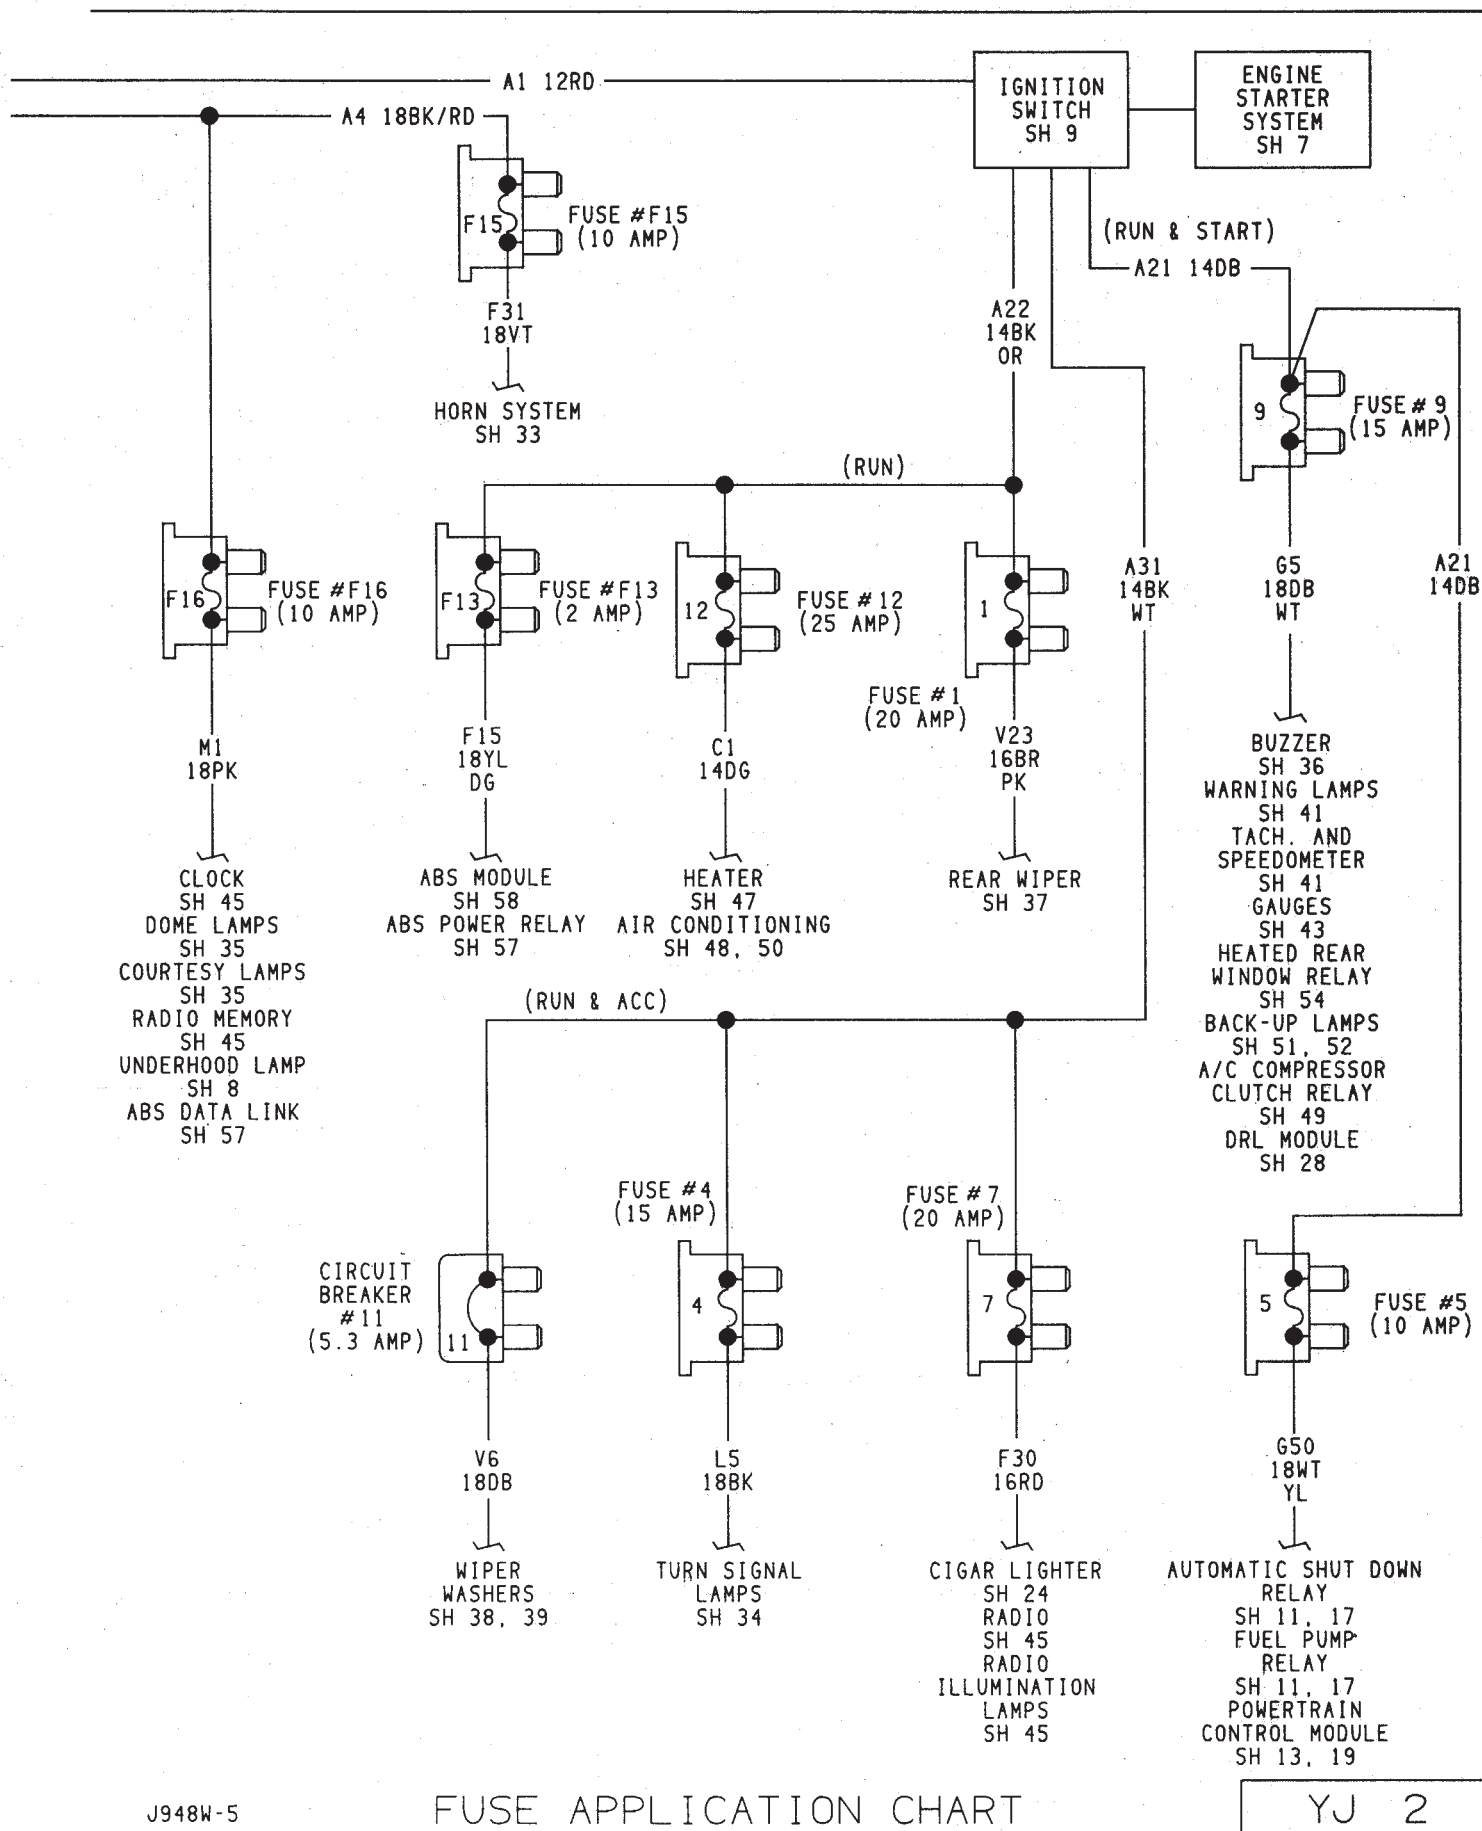 A1 12RD
IGNITION
SWITCH
SH 9
ENGINE
STARTER
SYSTEM
SH 7
A4 18BK/RD
F15
FUSE #F15
(10 AMP)
F31
18VT
HORN SYSTEM
SH 33
(RUN & START)
A21 14DB
A22
14BK
OR
9
FUSE # 9
(15 AMP)
(RUN)
F16
FUSE #F16
(10 AMP)
F13
FUSE #F13
(2 AMP)
12
FUSE #12
(25 AMP)
1
FUSE #1
(20 AMP)
A31
14BK
WT
G5
18DB
WT
A21
14DB
M1
18PK
F15
18YL
DG
C1
14DG
V23
16BR
PK
CLOCK
SH 45
DOME LAMPS
SH 35
COURTESY LAMPS
SH 35
RADIO MEMORY
SH 45
UNDERHOOD LAMP
SH 8
ABS DATA LINK
SH 57
ABS MODULE
SH 58
ABS POWER RELAY
SH 57
HEATER
SH 47
AIR CONDITIONING
SH 48, 50
REAR WIPER
SH 37
BUZZER
SH 36
WARNING LAMPS
SH 41
TACH. AND
SPEEDOMETER
SH 41
GAUGES
SH 43
HEATED REAR
WINDOW RELAY
SH 54
BACK-UP LAMPS
SH 51, 52
A/C COMPRESSOR
CLUTCH RELAY
SH 49
DRL MODULE
SH 28
(RUN & ACC)
CIRCUIT
BREAKER
#11
(5.3 AMP)
11
FUSE #4
(15 AMP)
4
FUSE #7
(20 AMP)
7
5
FUSE #5
(10 AMP)
V6
18DB
L5
18BK
F30
16RD
G50
18WT
YL
WIPER
WASHERS
SH 38, 39
TURN SIGNAL
LAMPS
SH 34
CIGAR LIGHTER
SH 24
RADIO
SH 45
RADIO
ILLUMINATION
LAMPS
SH 45
AUTOMATIC SHUT DOWN
RELAY
SH 11, 17
FUEL PUMP
RELAY
SH 11, 17
POWERTRAIN
CONTROL MODULE
SH 13, 19
J948W-5
FUSE APPLICATION CHART
YJ 2